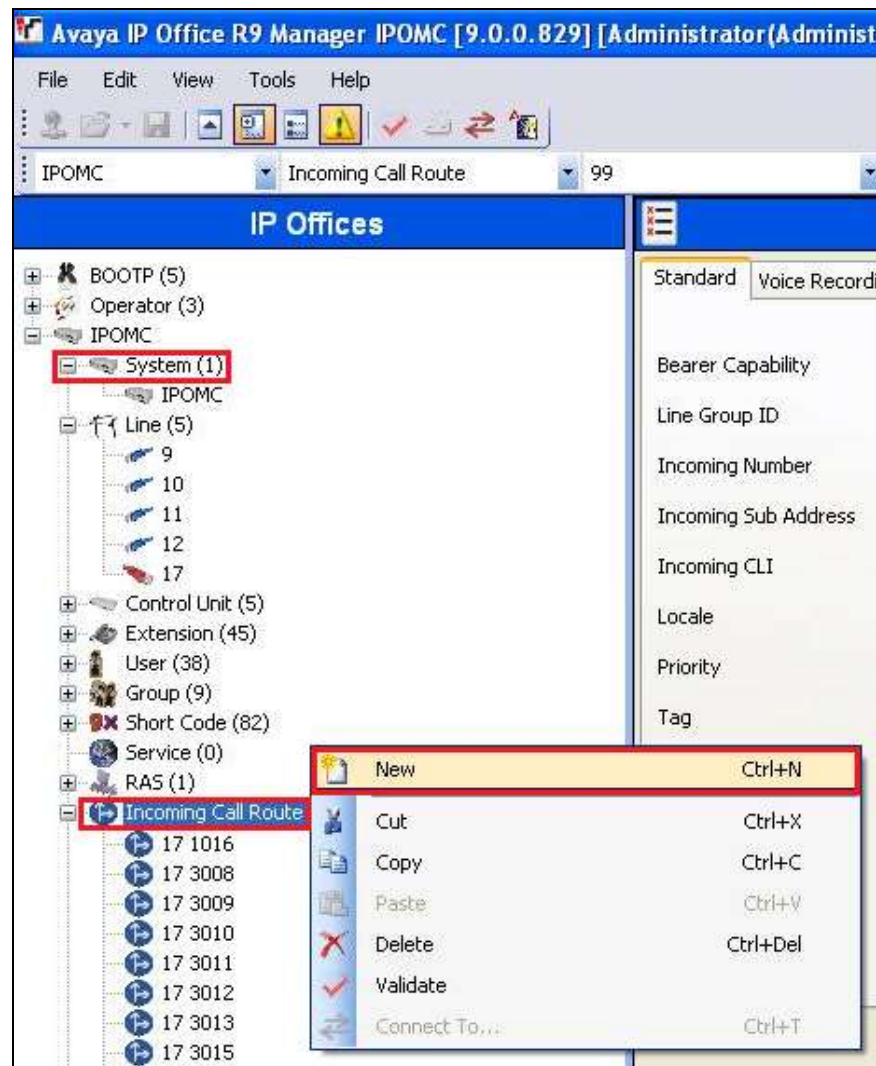 Avaya IP Office R9 Manager IPOMC [9.0.0.829] [Administrator(Administ
File Edit View Tools Help
IPOMC Incoming Call Route 99
IP Offices
BOOTP (5)
Operator (3)
IPOMC
System (1)
IPOMC
Line (5)
9
10
11
12
17
Control Unit (5)
Extension (45)
User (38)
Group (9)
Short Code (82)
Service (0)
RAS (1)
Incoming Call Route
17 1016
17 3008
17 3009
17 3010
17 3011
17 3012
17 3013
17 3015
New Ctrl+N
Cut Ctrl+X
Copy Ctrl+C
Paste Ctrl+V
Delete Ctrl+Del
Validate
Connect To... Ctrl+T
Standard Voice Recordi
Bearer Capability
Line Group ID
Incoming Number
Incoming Sub Address
Incoming CLI
Locale
Priority
Tag